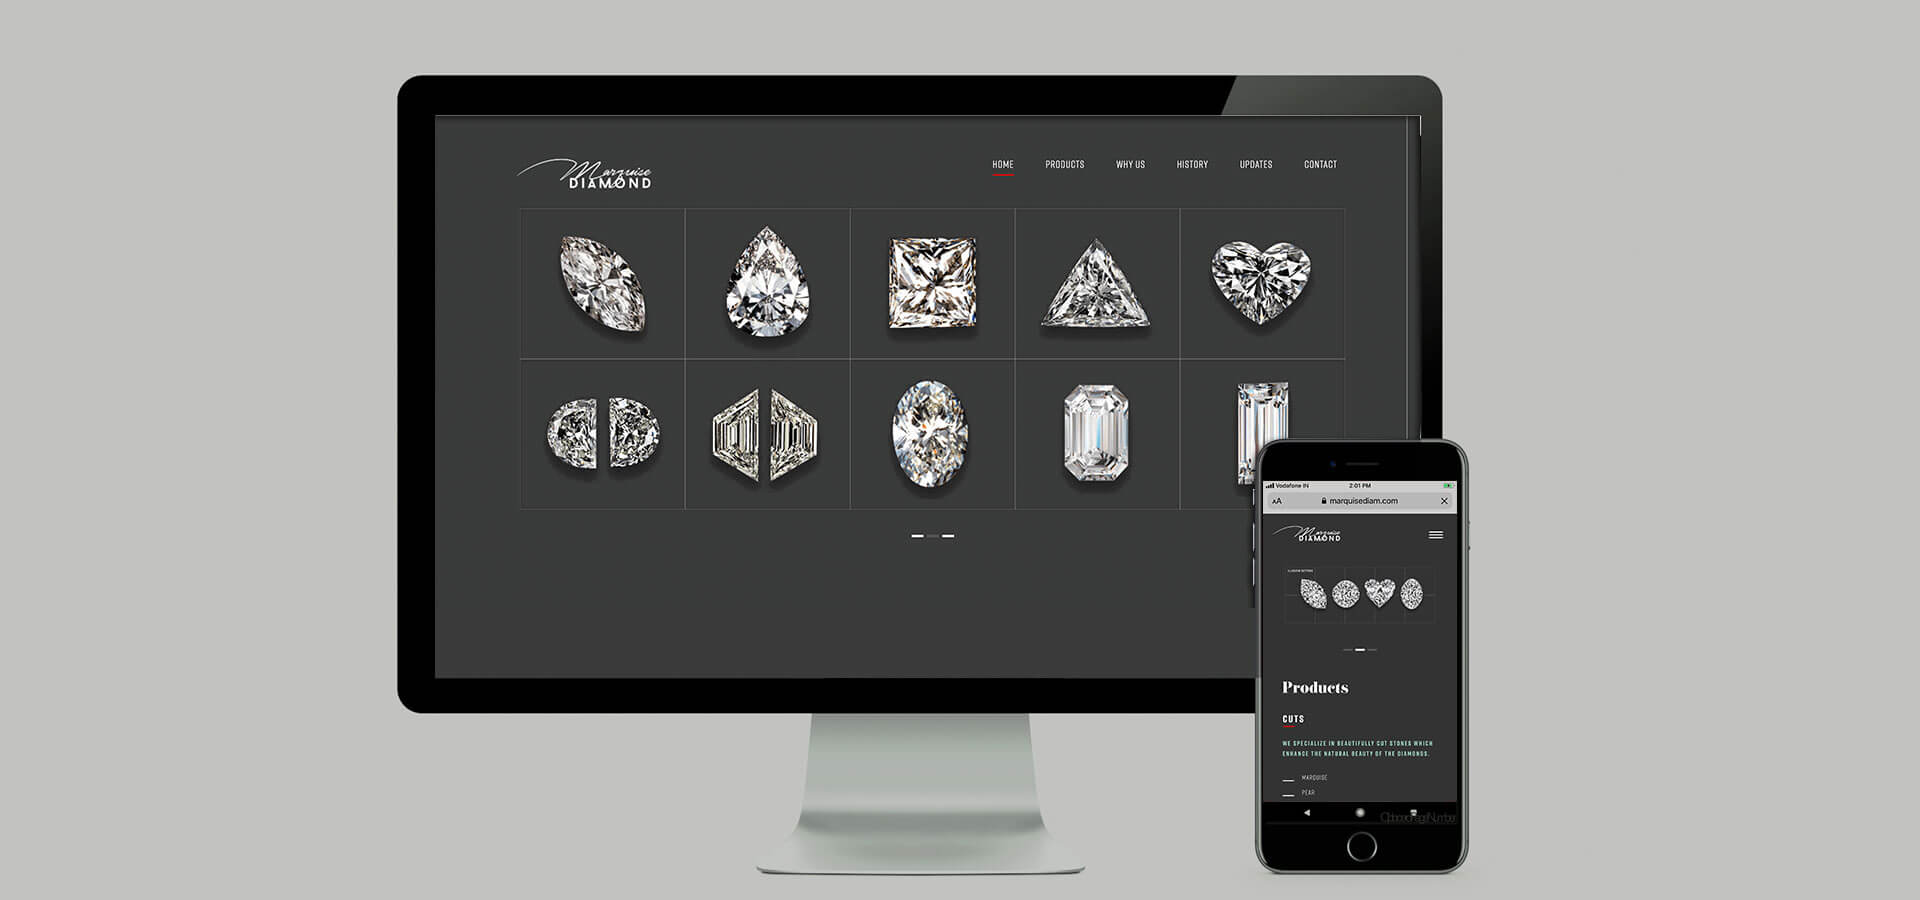 Marquise
DIAMOND
HOME PRODUCTS WHY US HISTORY UPDATES CONTACT
Vodafone IN 2:01 PM
AA marquisediam.com
Marquise
DIAMOND
Products
CUTS
WE SPECIALIZE IN BEAUTIFULLY CUT STONES WHICH
ENHANCE THE NATURAL BEAUTY OF THE DIAMONDS.
MARQUISE
PEAR